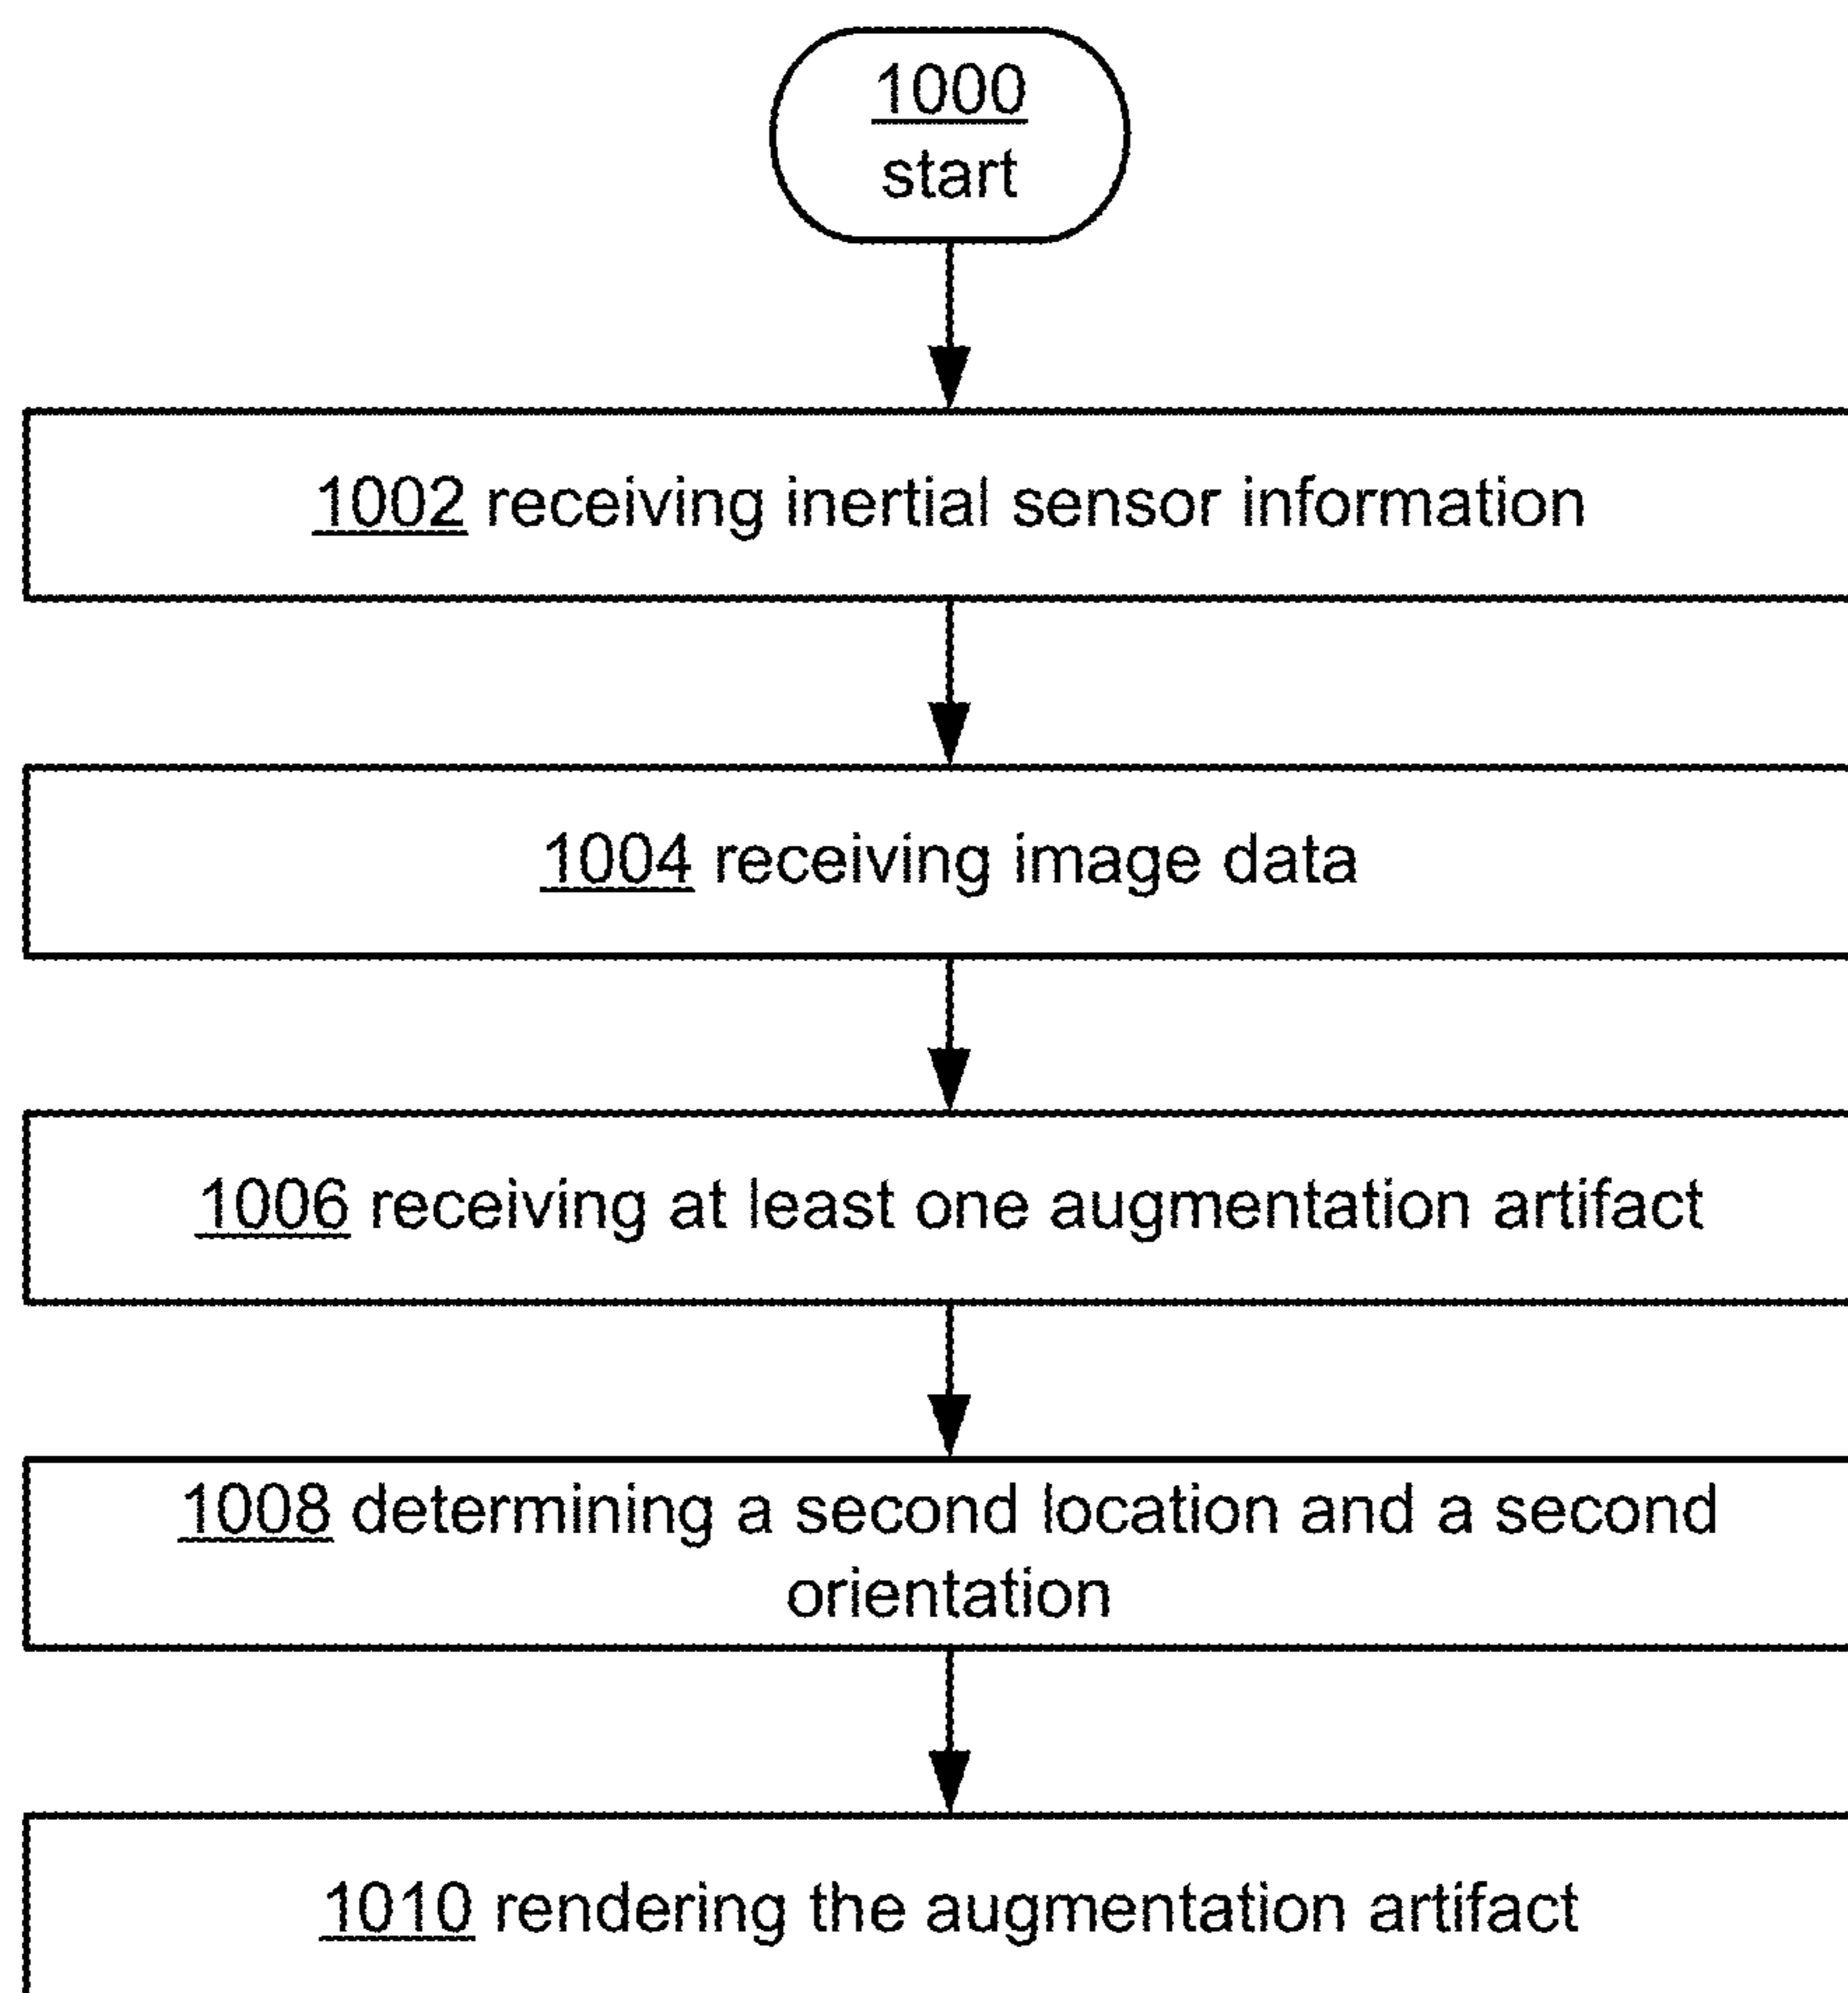 1000
start
1002 receiving inertial sensor information
1004 receiving image data
1006 receiving at least one augmentation artifact
1008 determining a second location and a second
orientation
1010 rendering the augmentation artifact